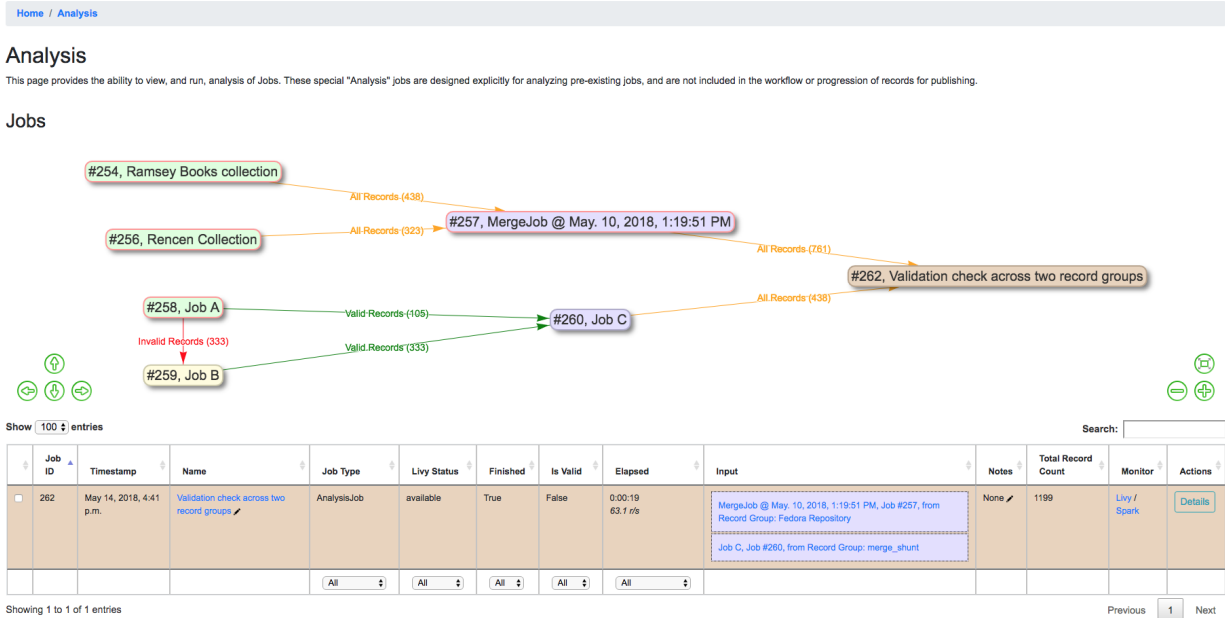 Home / Analysis
Analysis
This page provides the ability to view, and run, analysis of Jobs. These special "Analysis" jobs are designed explicitly for analyzing pre-existing jobs, and are not included in the workflow or progression of records for publishing.
Jobs
#254, Ramsey Books collection
All Records (438)
#257, MergeJob @ May. 10, 2018, 1:19:51 PM
#256, Rencen Collection
All Records (323)
All Records (761)
#262, Validation check across two record groups
All Records (438)
#258, Job A
Valid Records (105)
#260, Job C
Invalid Records (333)
Valid Records (333)
#259, Job B
Show 100 entries
Search:
Job ID
Timestamp
Name
Job Type
Livy Status
Finished
Is Valid
Elapsed
Input
Notes
Total Record Count
Monitor
Actions
262
May 14, 2018, 4:41
p.m.
Validation check across two
record groups
AnalysisJob
available
True
False
0:00:19
63.1 r/s
MergeJob @ May. 10, 2018, 1:19:51 PM, Job #257, from
Record Group: Fedora Repository
Job C, Job #260, from Record Group: merge_shunt
None
1199
Livy /
Spark
Details
All
All
All
All
All
Showing 1 to 1 of 1 entries
Previous 1 Next